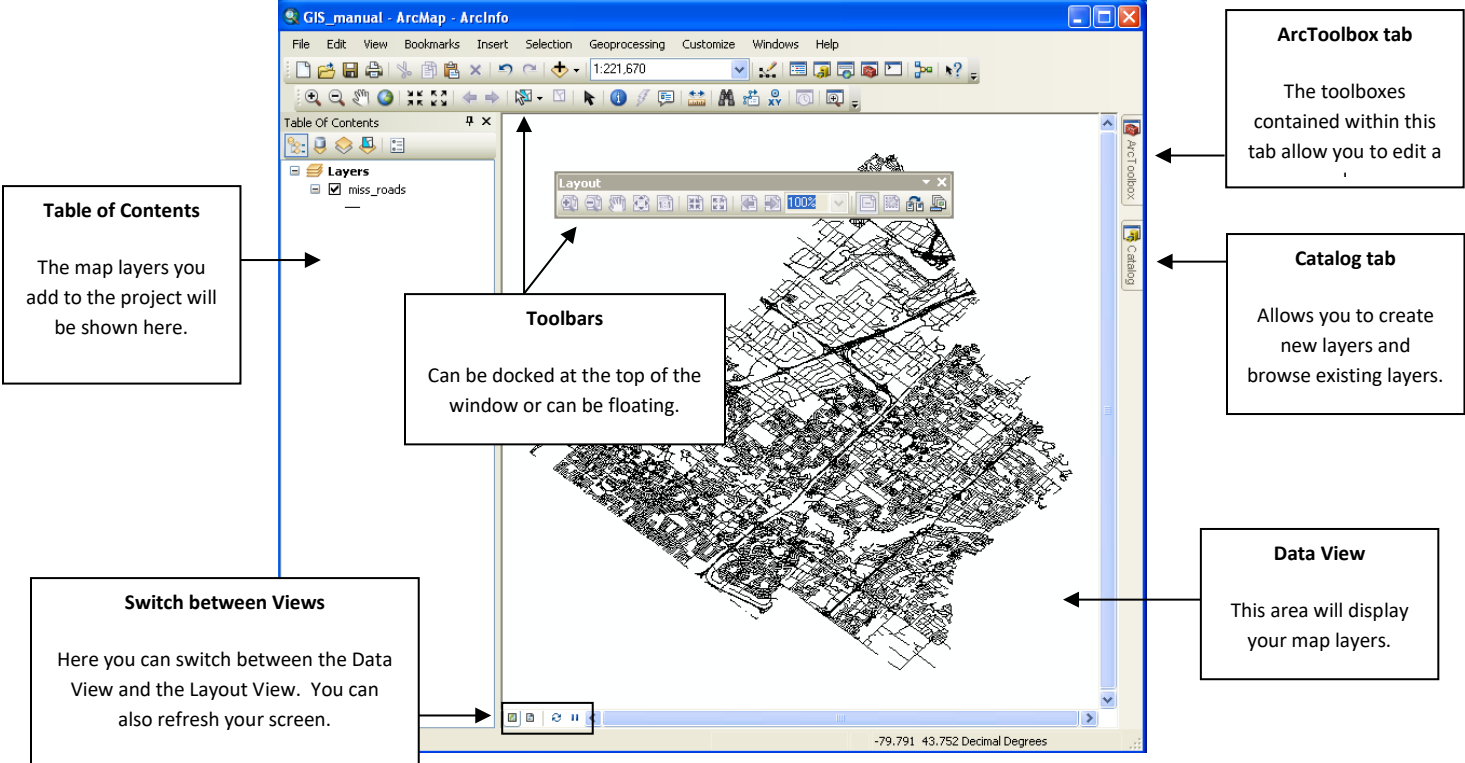 GIS_manual - ArcMap - ArcInfo
File Edit View Bookmarks Insert Selection Geoprocessing Customize Windows Help
1:221,670
Table Of Contents
Layers
miss_roads
Layout
100%
ArcToolbox
Catalog
-79.791 43.752 Decimal Degrees
Table of Contents
The map layers you
add to the project will
be shown here.
Toolbars
Can be docked at the top of the
window or can be floating.
Switch between Views
Here you can switch between the Data
View and the Layout View. You can
also refresh your screen.
ArcToolbox tab
The toolboxes
contained within this
tab allow you to edit a
Catalog tab
Allows you to create
new layers and
browse existing layers.
Data View
This area will display
your map layers.